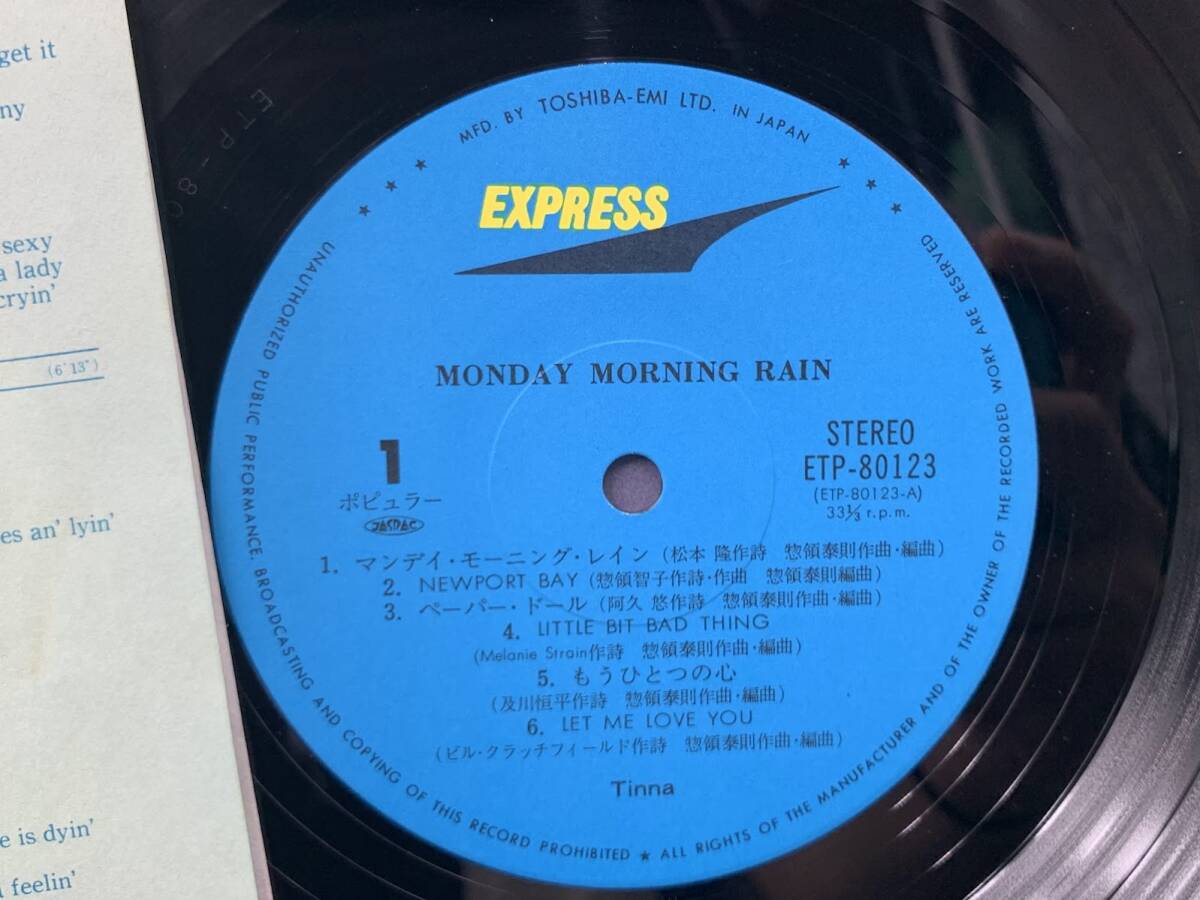 get it
ny
sexy
a lady
cryin'
(6'13")
es an' lyin'
e is dyin'
feelin'
ETP-80
MFD. BY TOSHIBA-EMI LTD. IN JAPAN
EXPRESS
MONDAY MORNING RAIN
1
ポピュラー
JASRAC
STEREO
ETP-80123
(ETP-80123-A)
33⅓ r.p.m.
1. マンデイ・モーニング・レイン (松本 隆作詩 惣領泰則作曲・編曲)
2. NEWPORT BAY (惣領智子作詩・作曲 惣領泰則編曲)
3. ペーパー・ドール (阿久 悠作詩 惣領泰則作曲・編曲)
4. LITTLE BIT BAD THING
(Melanie Strain作詩 惣領泰則作曲・編曲)
5. もうひとつの心
(及川恒平作詩 惣領泰則作曲・編曲)
6. LET ME LOVE YOU
(ビル・クラッチフィールド作詩 惣領泰則作曲・編曲)
Tinna
UNAUTHORIZED PUBLIC PERFORMANCE, BROADCASTING AND COPYING OF THIS RECORD PROHIBITED ★ ALL RIGHTS OF THE MANUFACTURER AND OF THE OWNER OF THE RECORDED WORK ARE RESERVED